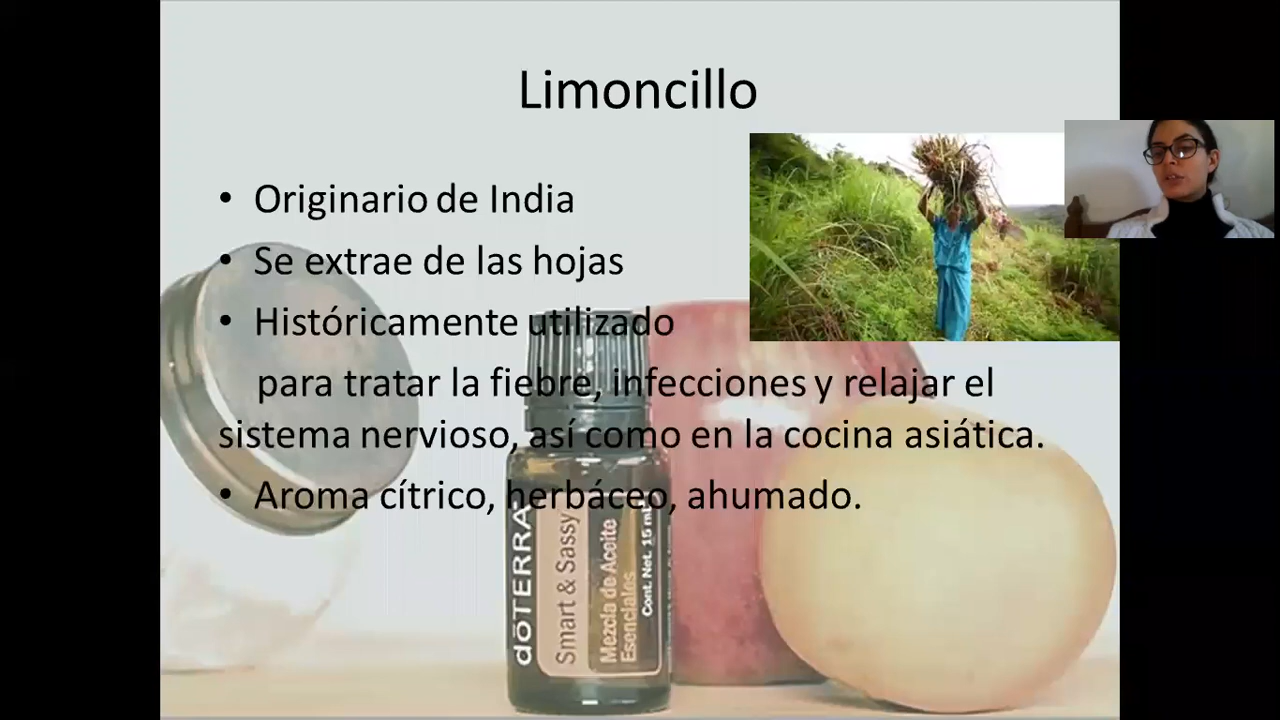 Limoncillo
• Originario de India
• Se extrae de las hojas
• Históricamente utilizado
para tratar la fiebre, infecciones y relajar el
sistema nervioso, así como en la cocina asiática.
• Aroma cítrico, herbáceo, ahumado.
dōTERRA
Smart & Sassy
Mezcla de Aceite
Esenciales
Cont. Net. 15 mL